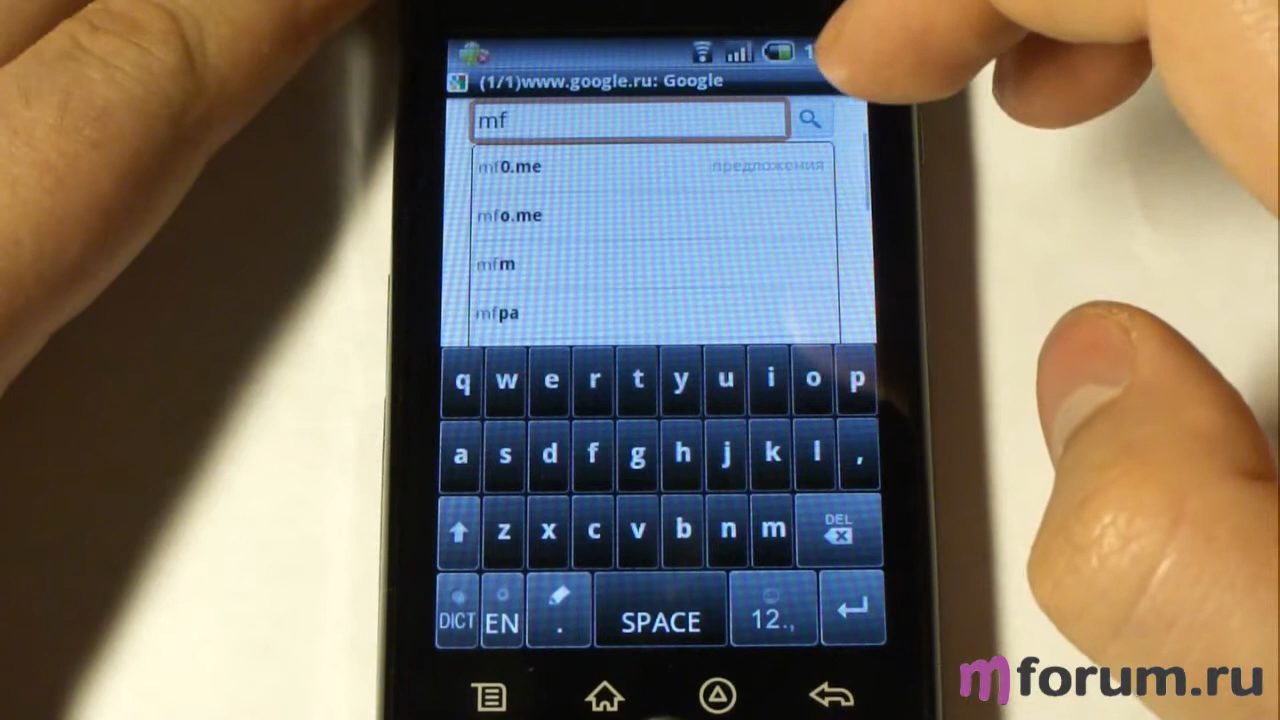 1
(1/1)www.google.ru: Google
mf
mf0.me предложения
mfo.me
mfm
mfpa
q w e r t y u i o p
a s d f g h j k l ,
z x c v b n m DEL
DICT EN . SPACE 12.,
mforum.ru